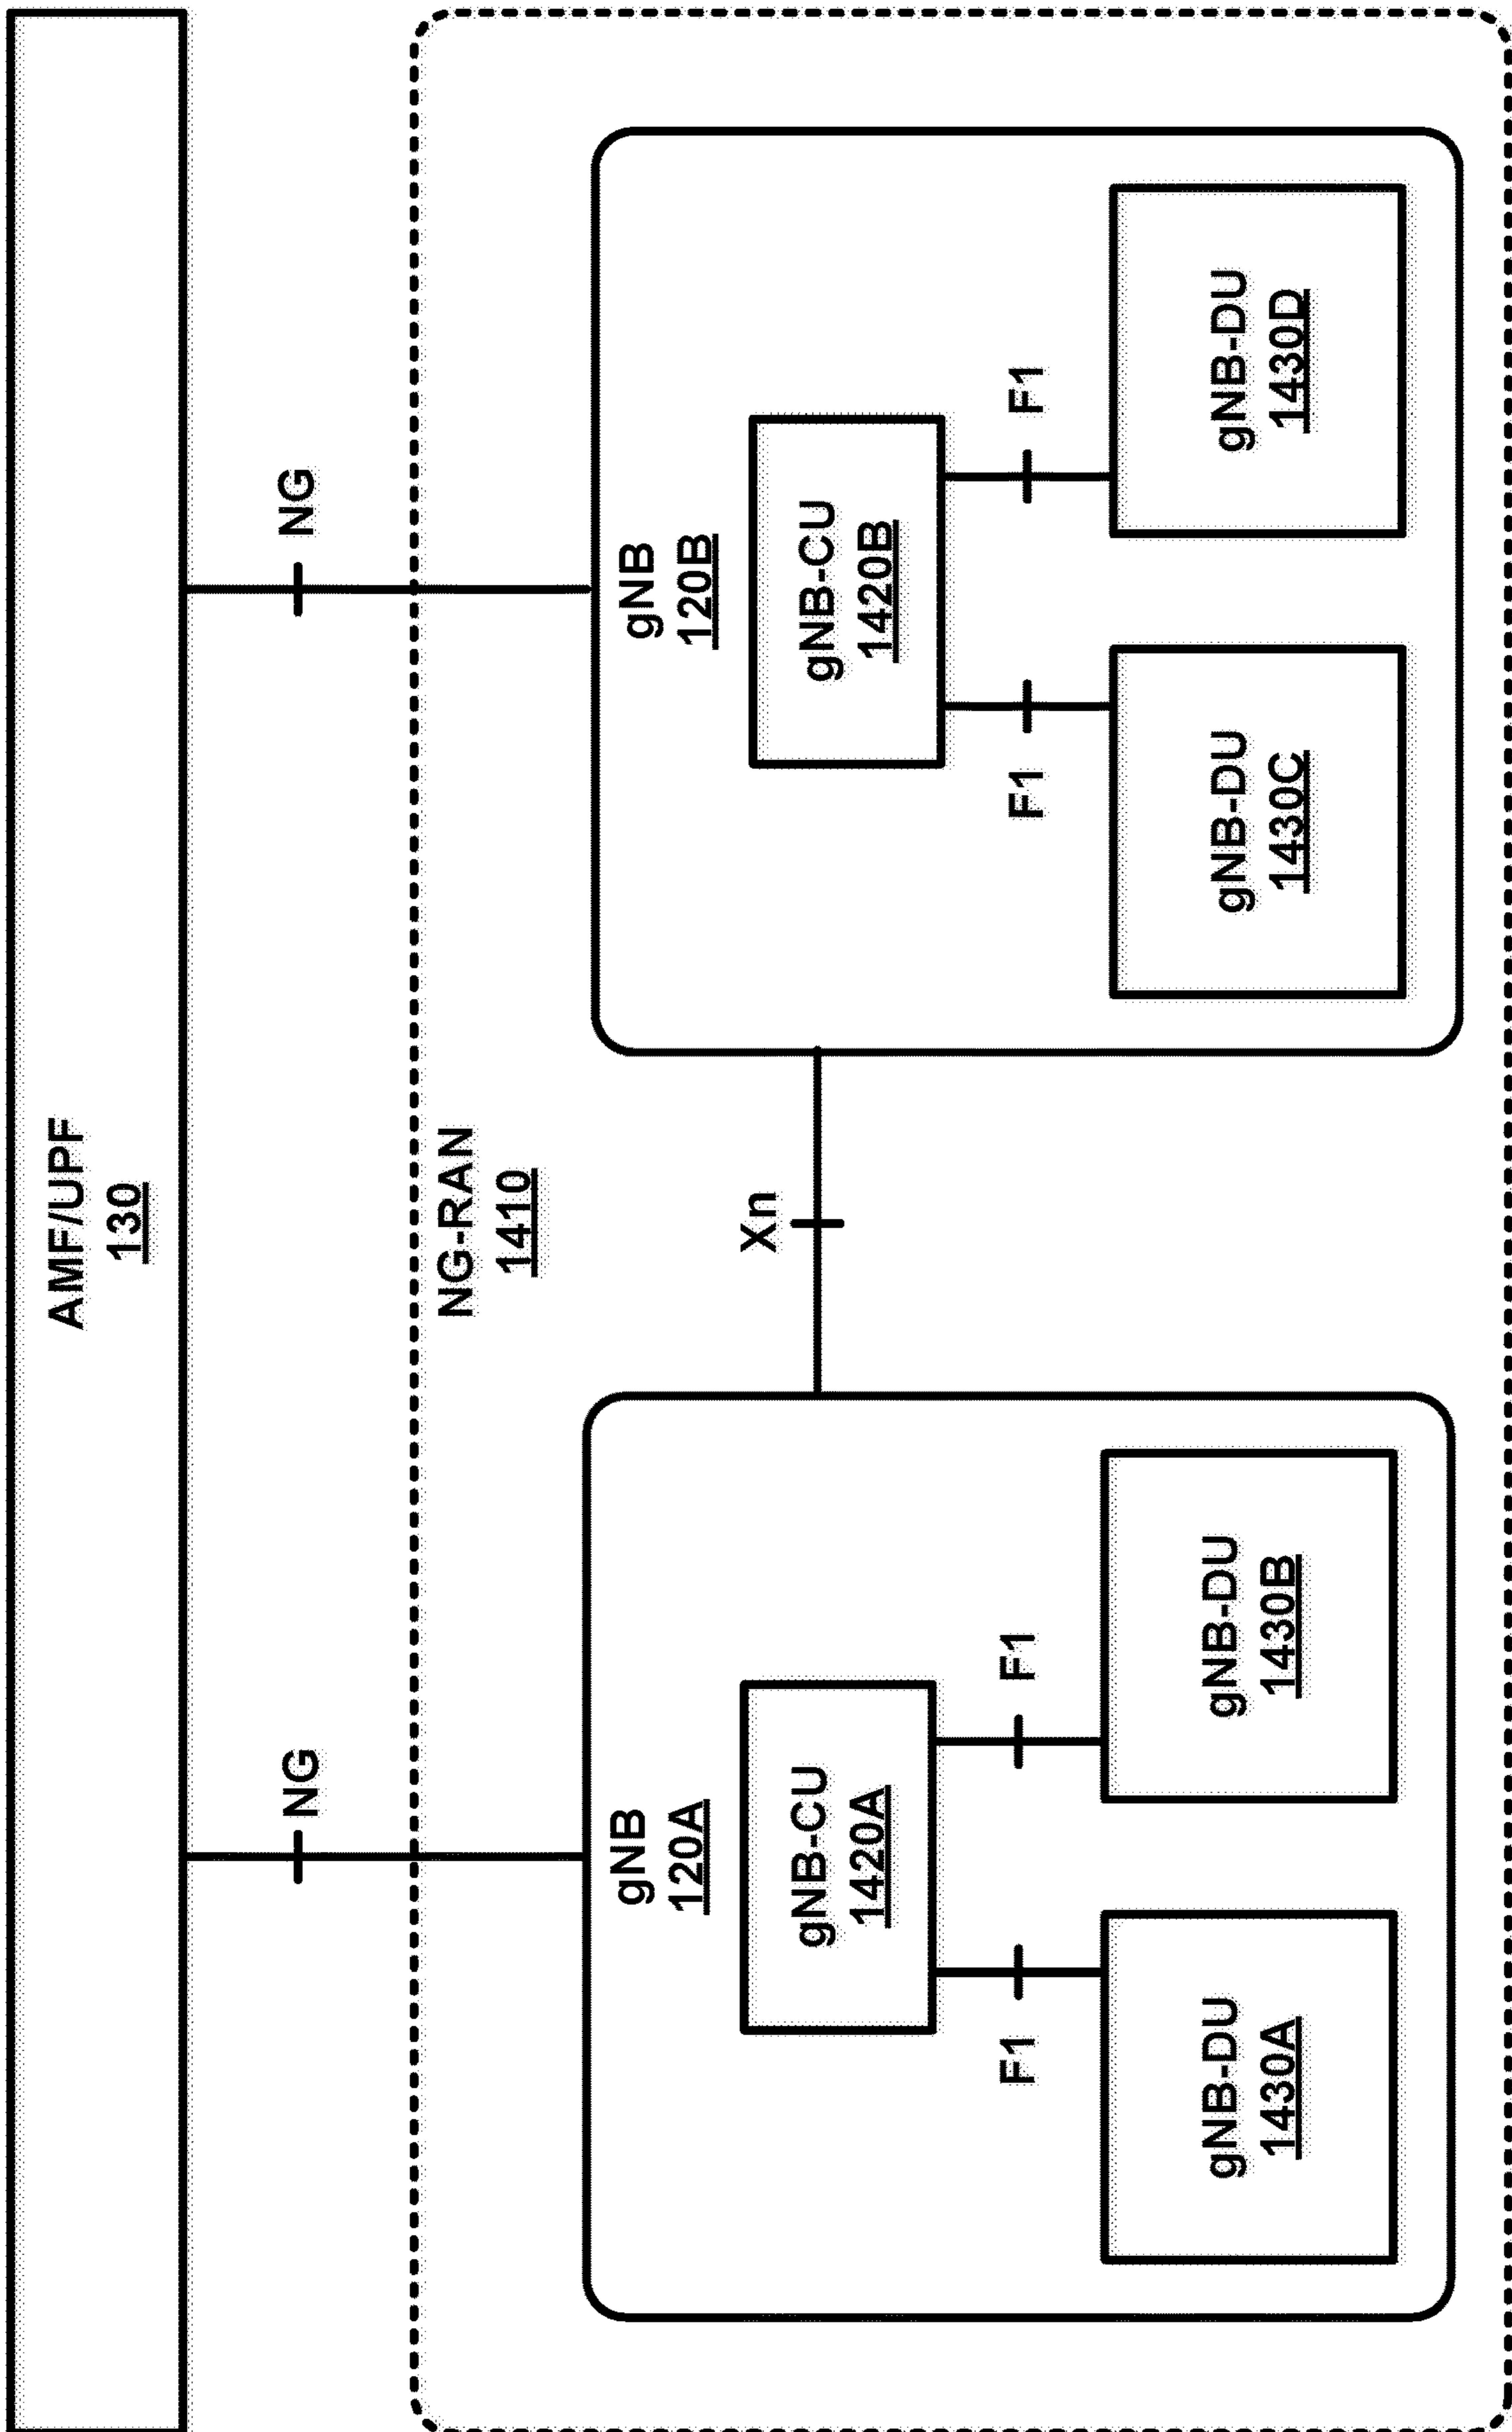 AMF/UPF
130
NG
NG
NG-RAN
1410
gNB
120A
gNB-CU
1420A
F1
F1
gNB-DU
1430A
gNB-DU
1430B
Xn
gNB
120B
gNB-CU
1420B
F1
F1
gNB-DU
1430C
gNB-DU
1430D